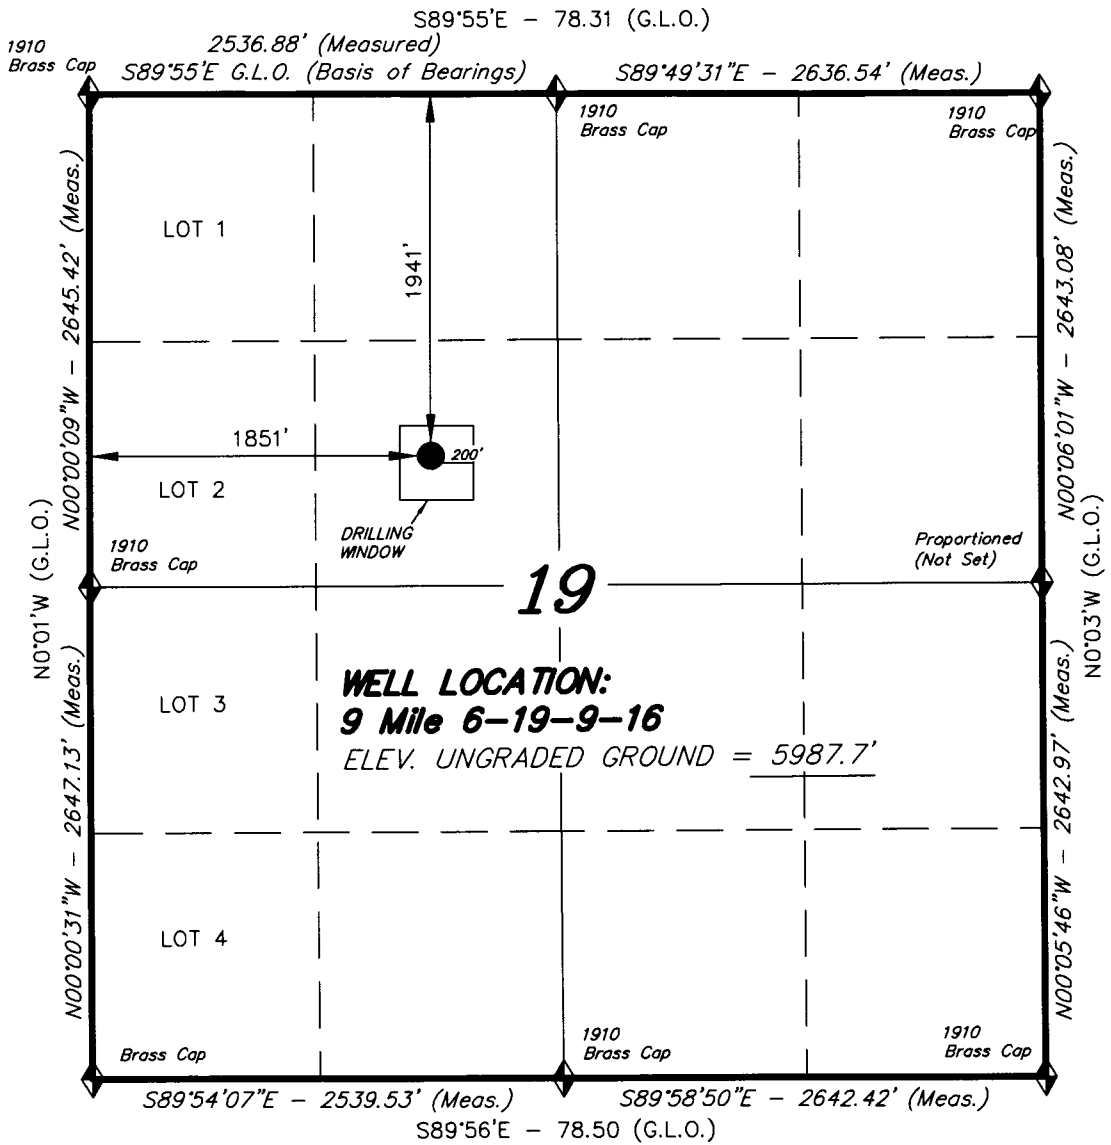 S89°55'E – 78.31 (G.L.O.)
1910
Brass Cap
2536.88' (Measured)
S89°55'E G.L.O. (Basis of Bearings)
S89°49'31"E – 2636.54' (Meas.)
1910
Brass Cap
1910
Brass Cap
N00°00'09"W – 2645.42' (Meas.)
LOT 1
1941'
N00°06'01"W – 2643.08' (Meas.)
1851'
200'
LOT 2
DRILLING
WINDOW
1910
Brass Cap
Proportioned
(Not Set)
N0°01'W (G.L.O.)
19
N0°03'W (G.L.O.)
WELL LOCATION:
9 Mile 6–19–9–16
ELEV. UNGRADED GROUND = 5987.7'
LOT 3
N00°00'31"W – 2647.13' (Meas.)
N00°05'46"W – 2642.97' (Meas.)
LOT 4
Brass Cap
1910
Brass Cap
1910
Brass Cap
S89°54'07"E – 2539.53' (Meas.)
S89°58'50"E – 2642.42' (Meas.)
S89°56'E – 78.50 (G.L.O.)